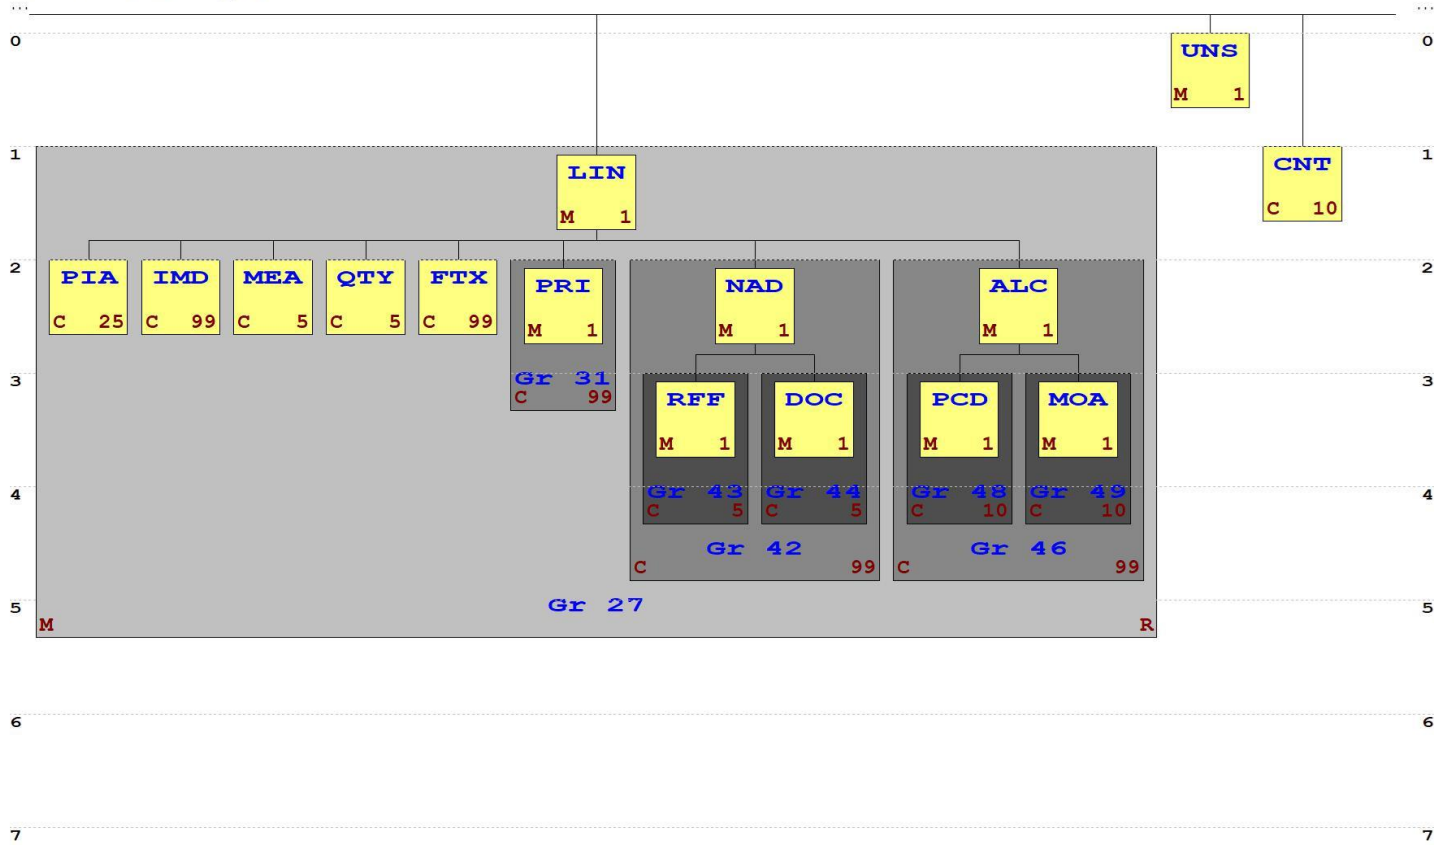 ... ...
0 0
UNS
M 1
1 1
LIN CNT
M 1 C 10
2 2
PIA IMD MEA QTY FTX PRI NAD ALC
C 25 C 99 C 5 C 5 C 99 M 1 M 1 M 1
3 3
Gr 31
C 99
RFF DOC PCD MOA
M 1 M 1 M 1 M 1
4 4
Gr 43 Gr 44 Gr 48 Gr 49
C 5 C 5 C 10 C 10
Gr 42 Gr 46
C 99 C 99
5 5
Gr 27
M R
6 6
7 7